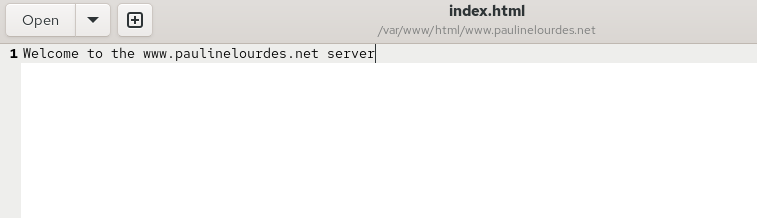 Open
index.html
/var/www/html/www.paulinelourdes.net
1 Welcome to the www.paulinelourdes.net server